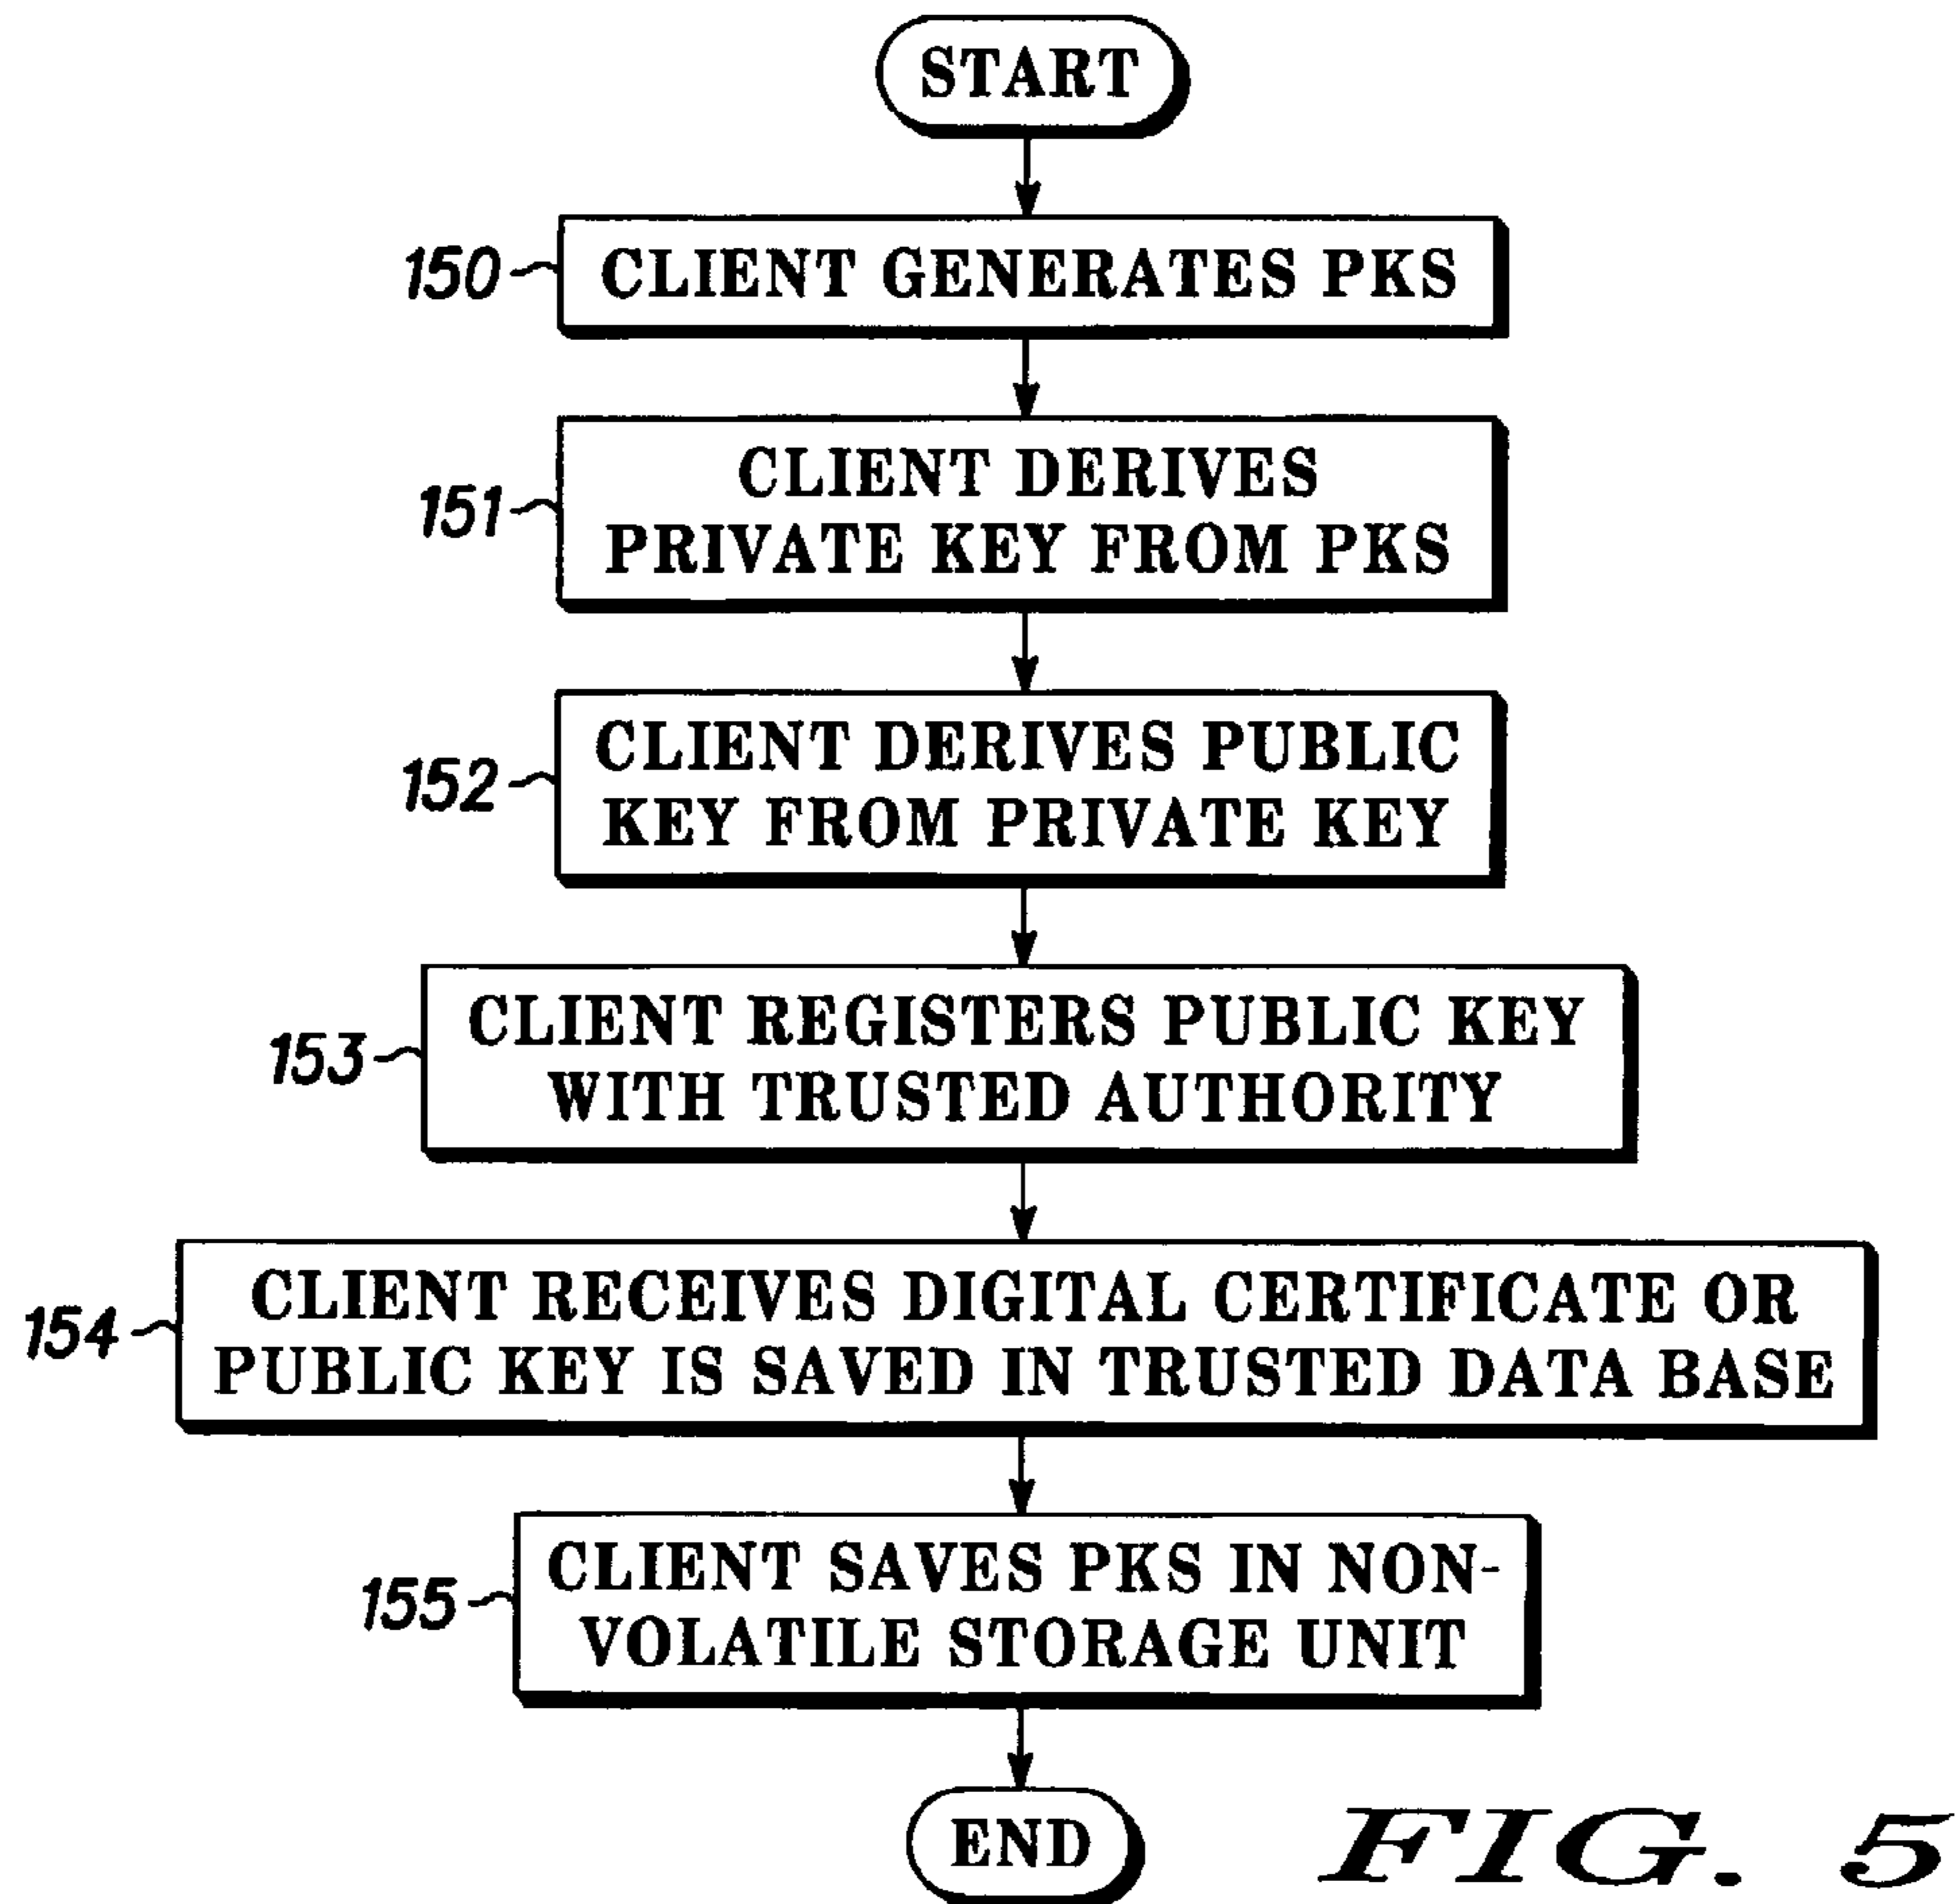 START
150
CLIENT GENERATES PKS
151
CLIENT DERIVES
PRIVATE KEY FROM PKS
152
CLIENT DERIVES PUBLIC
KEY FROM PRIVATE KEY
153
CLIENT REGISTERS PUBLIC KEY
WITH TRUSTED AUTHORITY
154
CLIENT RECEIVES DIGITAL CERTIFICATE OR
PUBLIC KEY IS SAVED IN TRUSTED DATA BASE
155
CLIENT SAVES PKS IN NON-
VOLATILE STORAGE UNIT
END
FIG. 5